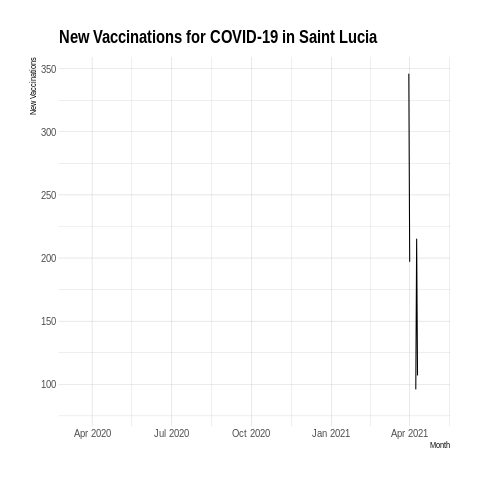 New Vaccinations for COVID-19 in Saint Lucia
New Vaccinations
350
300
250
200
150
100
Apr 2020
Jul 2020
Oct 2020
Jan 2021
Apr 2021
Month